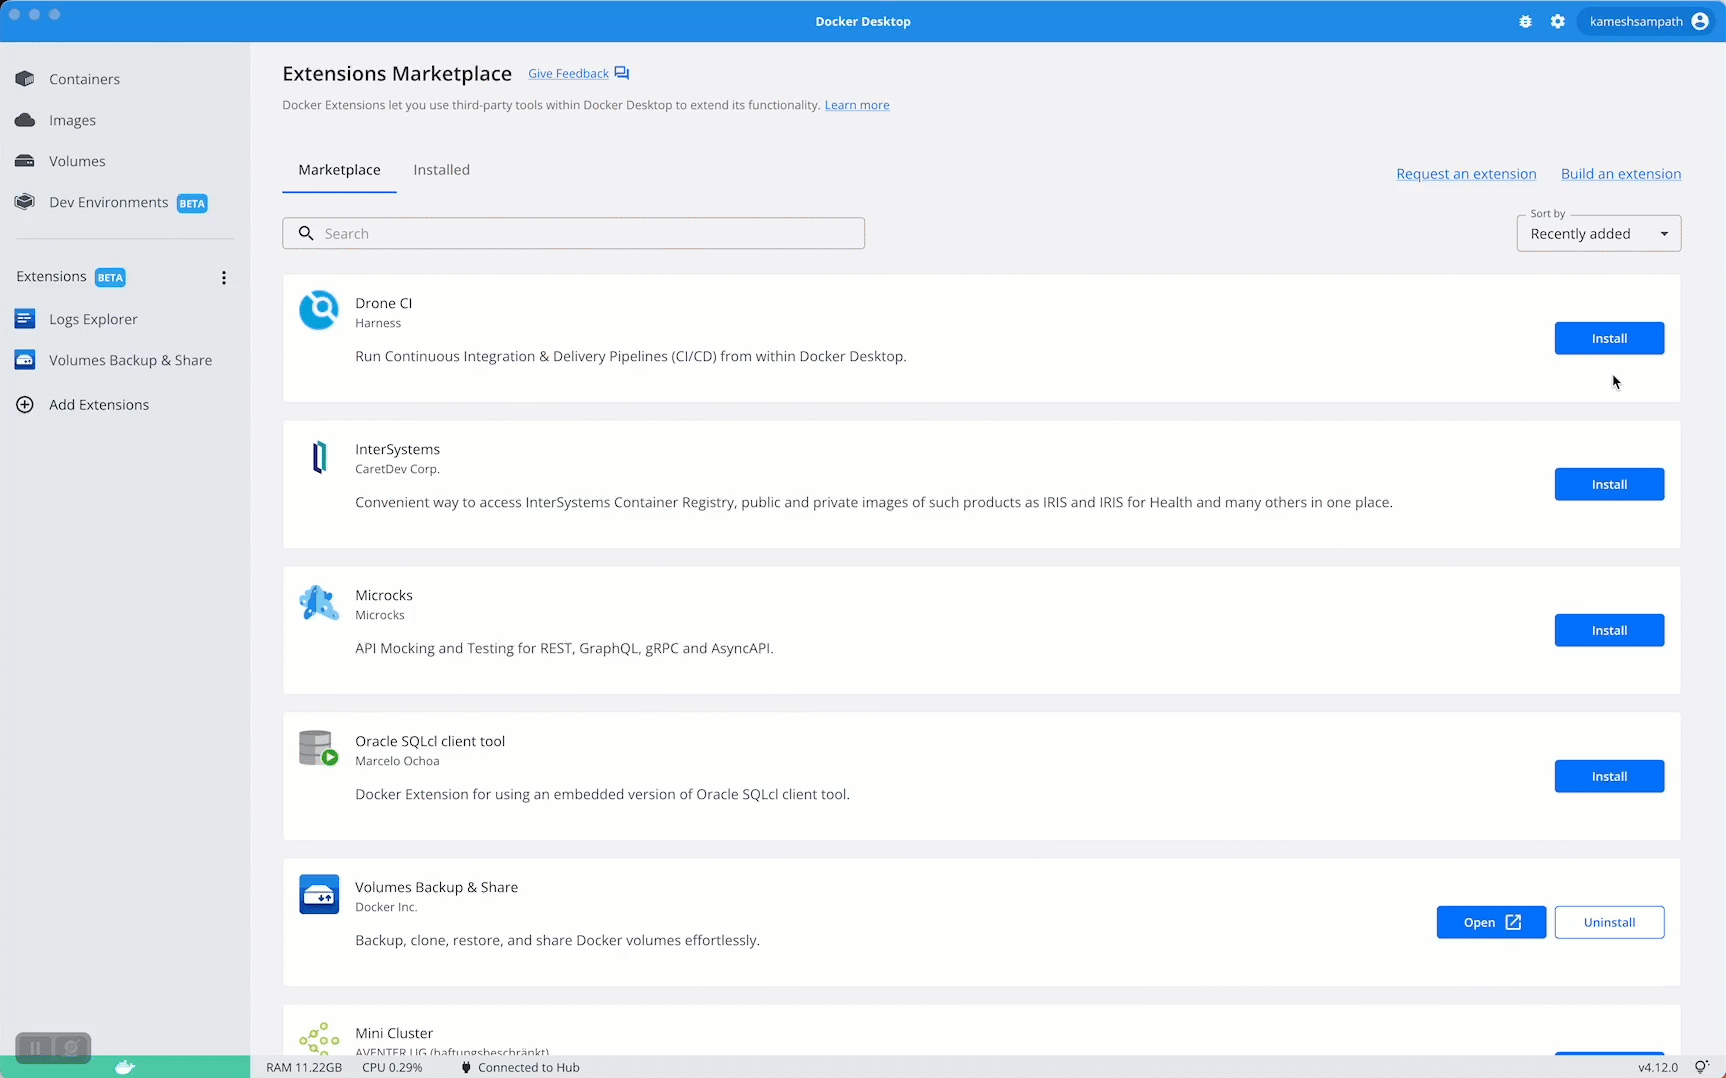 Docker Desktop
kameshsampath
Containers
Images
Volumes
Dev Environments BETA
Extensions BETA
Logs Explorer
Volumes Backup & Share
Add Extensions
Extensions Marketplace Give Feedback
Docker Extensions let you use third-party tools within Docker Desktop to extend its functionality. Learn more
Marketplace Installed
Request an extension Build an extension
Search
Sort by
Recently added
Drone CI
Harness
Run Continuous Integration & Delivery Pipelines (CI/CD) from within Docker Desktop.
Install
InterSystems
CaretDev Corp.
Convenient way to access InterSystems Container Registry, public and private images of such products as IRIS and IRIS for Health and many others in one place.
Install
Microcks
Microcks
API Mocking and Testing for REST, GraphQL, gRPC and AsyncAPI.
Install
Oracle SQLcl client tool
Marcelo Ochoa
Docker Extension for using an embedded version of Oracle SQLcl client tool.
Install
Volumes Backup & Share
Docker Inc.
Backup, clone, restore, and share Docker volumes effortlessly.
Open Uninstall
Mini Cluster
AVENTER UG (haftungsbeschränkt)
RAM 11.22GB CPU 0.29% Connected to Hub
v4.12.0